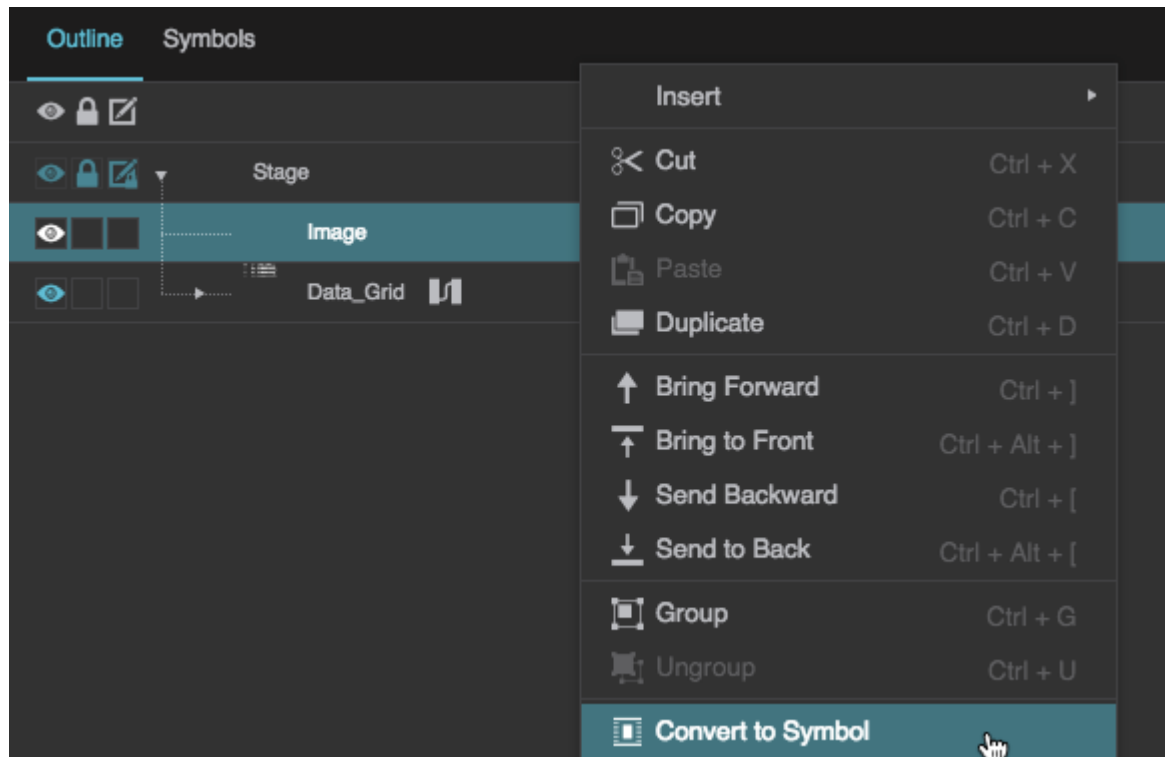 Outline Symbols
Insert
Stage
Cut Ctrl + X
Copy Ctrl + C
Image
Paste Ctrl + V
Data_Grid
Duplicate Ctrl + D
Bring Forward Ctrl + ]
Bring to Front Ctrl + Alt + ]
Send Backward Ctrl + [
Send to Back Ctrl + Alt + [
Group Ctrl + G
Ungroup Ctrl + U
Convert to Symbol